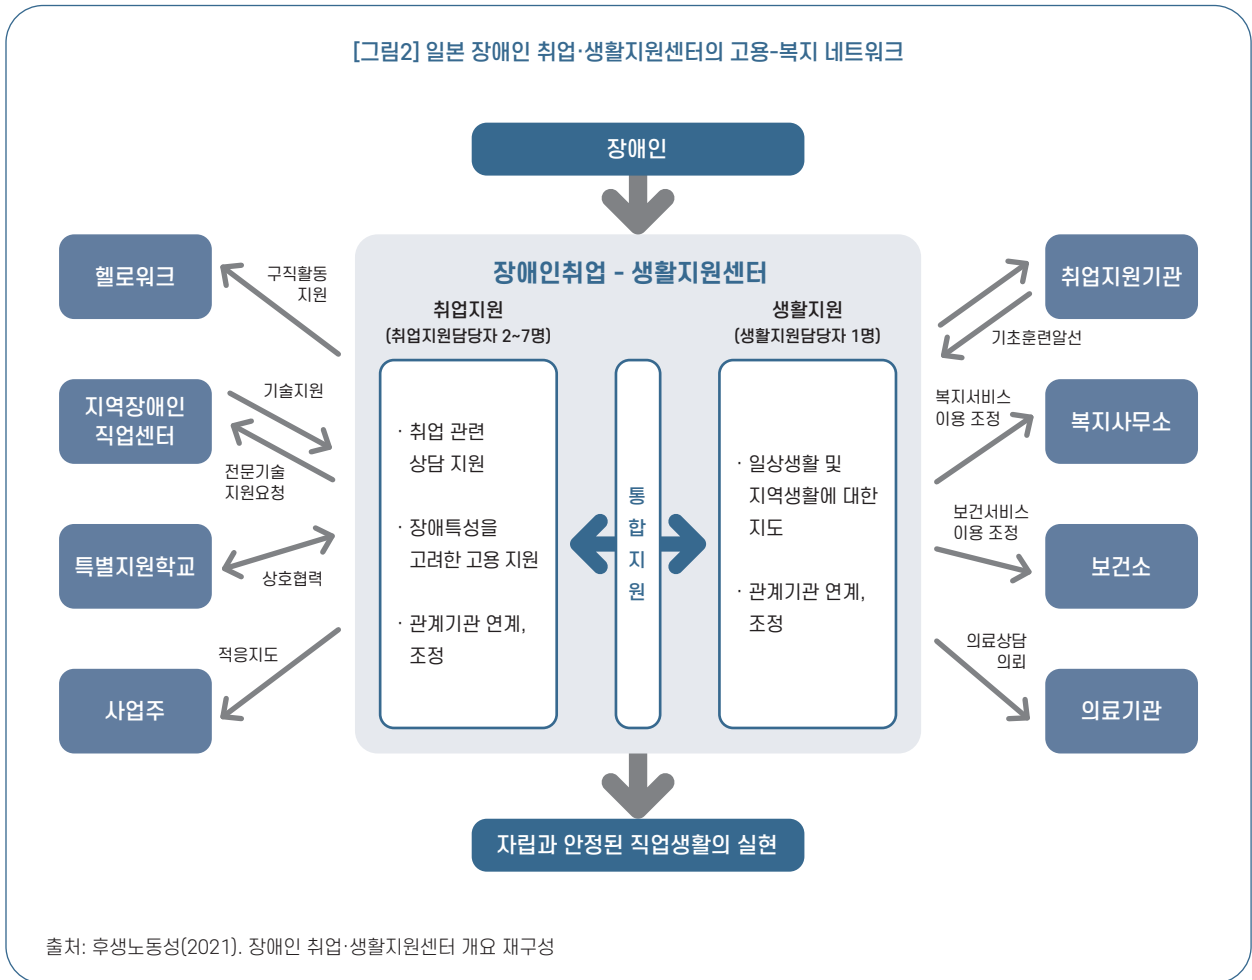 [그림2] 일본 장애인 취업·생활지원센터의 고용-복지 네트워크
장애인
헬로워크
구직활동
지원
지역장애인
직업센터
기술지원
전문기술
지원요청
특별지원학교
상호협력
사업주
적응지도
장애인취업 - 생활지원센터
취업지원
(취업지원담당자 2~7명)
· 취업 관련
상담 지원
· 장애특성을
고려한 고용 지원
· 관계기관 연계,
조정
통
합
지
원
생활지원
(생활지원담당자 1명)
· 일상생활 및
지역생활에 대한
지도
· 관계기관 연계,
조정
취업지원기관
기초훈련알선
복지서비스
이용 조정
복지사무소
보건서비스
이용 조정
보건소
의료상담
의뢰
의료기관
자립과 안정된 직업생활의 실현
출처: 후생노동성(2021). 장애인 취업·생활지원센터 개요 재구성